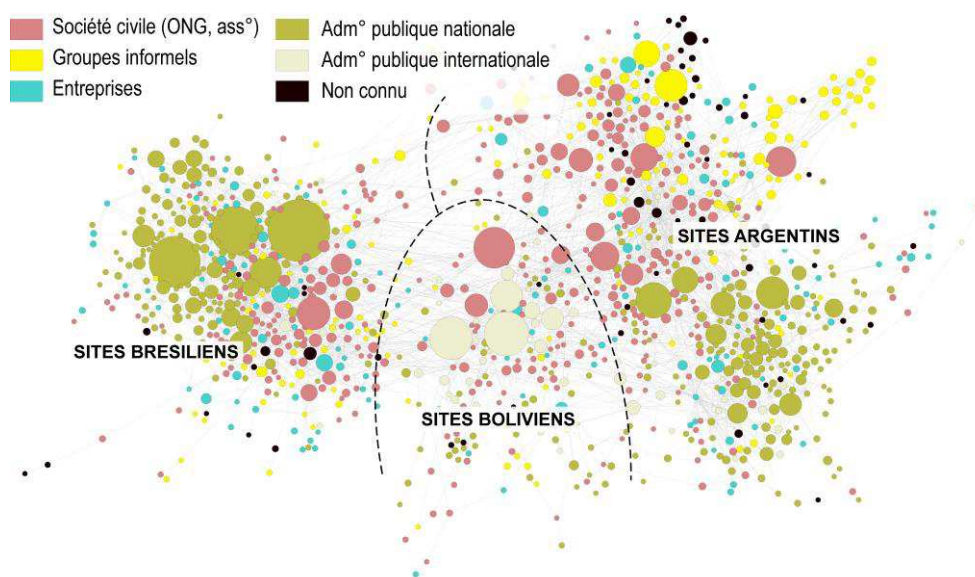 Société civile (ONG, ass°)
Groupes informels
Entreprises
Adm° publique nationale
Adm° publique internationale
Non connu
SITES ARGENTINS
SITES BRESILIENS
SITES BOLIVIENS